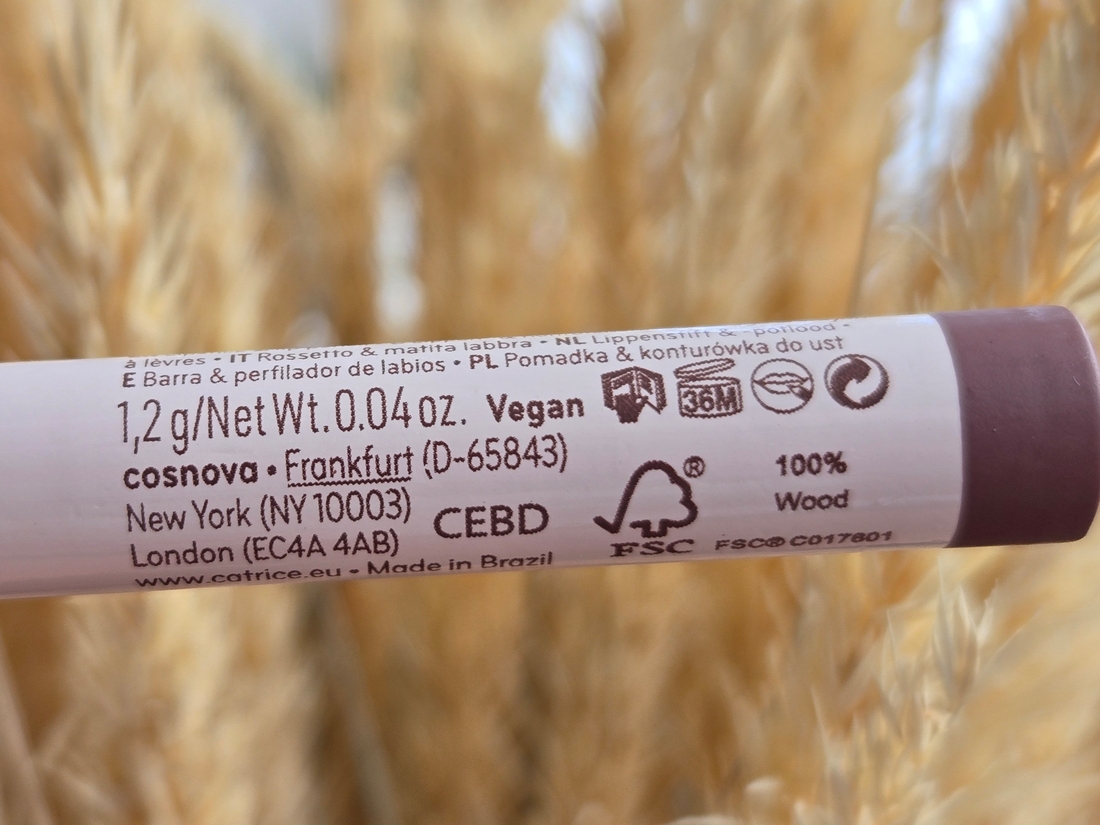 à lèvres • IT Rossetto & matita labbra • NL Lippenstift & -potlood •
E Barra & perfilador de labios • PL Pomadka & konturówka do ust
1,2 g/Net Wt. 0.04 oz. Vegan
36M
cosnova • Frankfurt (D-65843)
New York (NY 10003)
London (EC4A 4AB)
www.catrice.eu • Made in Brazil
CEBD
®
FSC
100%
Wood
FSC® C017601